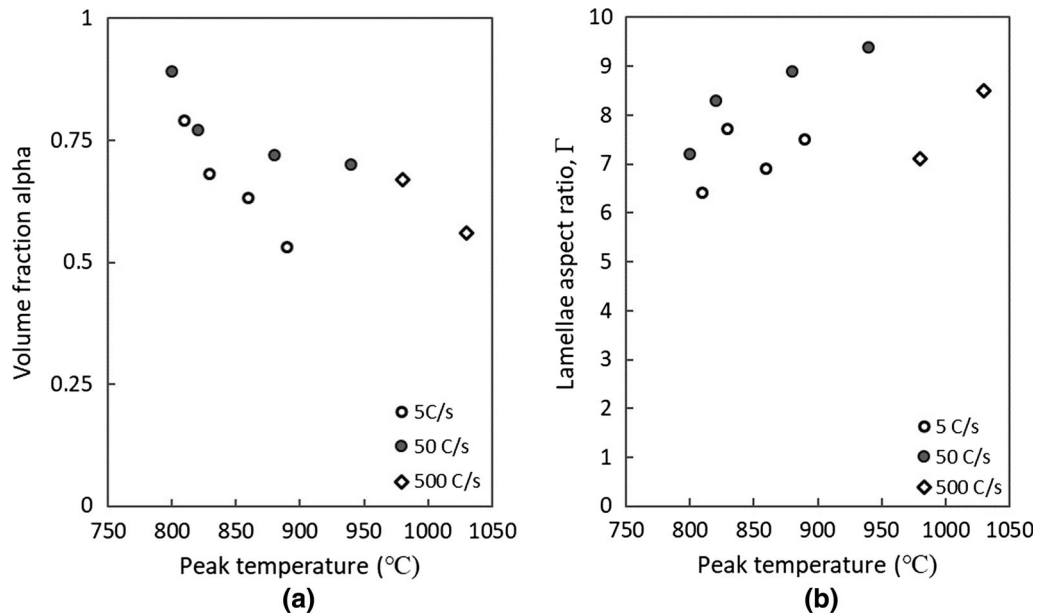 Volume fraction alpha
1
0.75
0.5
0.25
0
5C/s
50 C/s
500 C/s
750 800 850 900 950 1000 1050
Peak temperature (°C)
(a)
Lamellae aspect ratio, Γ
10
9
8
7
6
5
4
3
2
1
0
5 C/s
50 C/s
500 C/s
750 800 850 900 950 1000 1050
Peak temperature (°C)
(b)